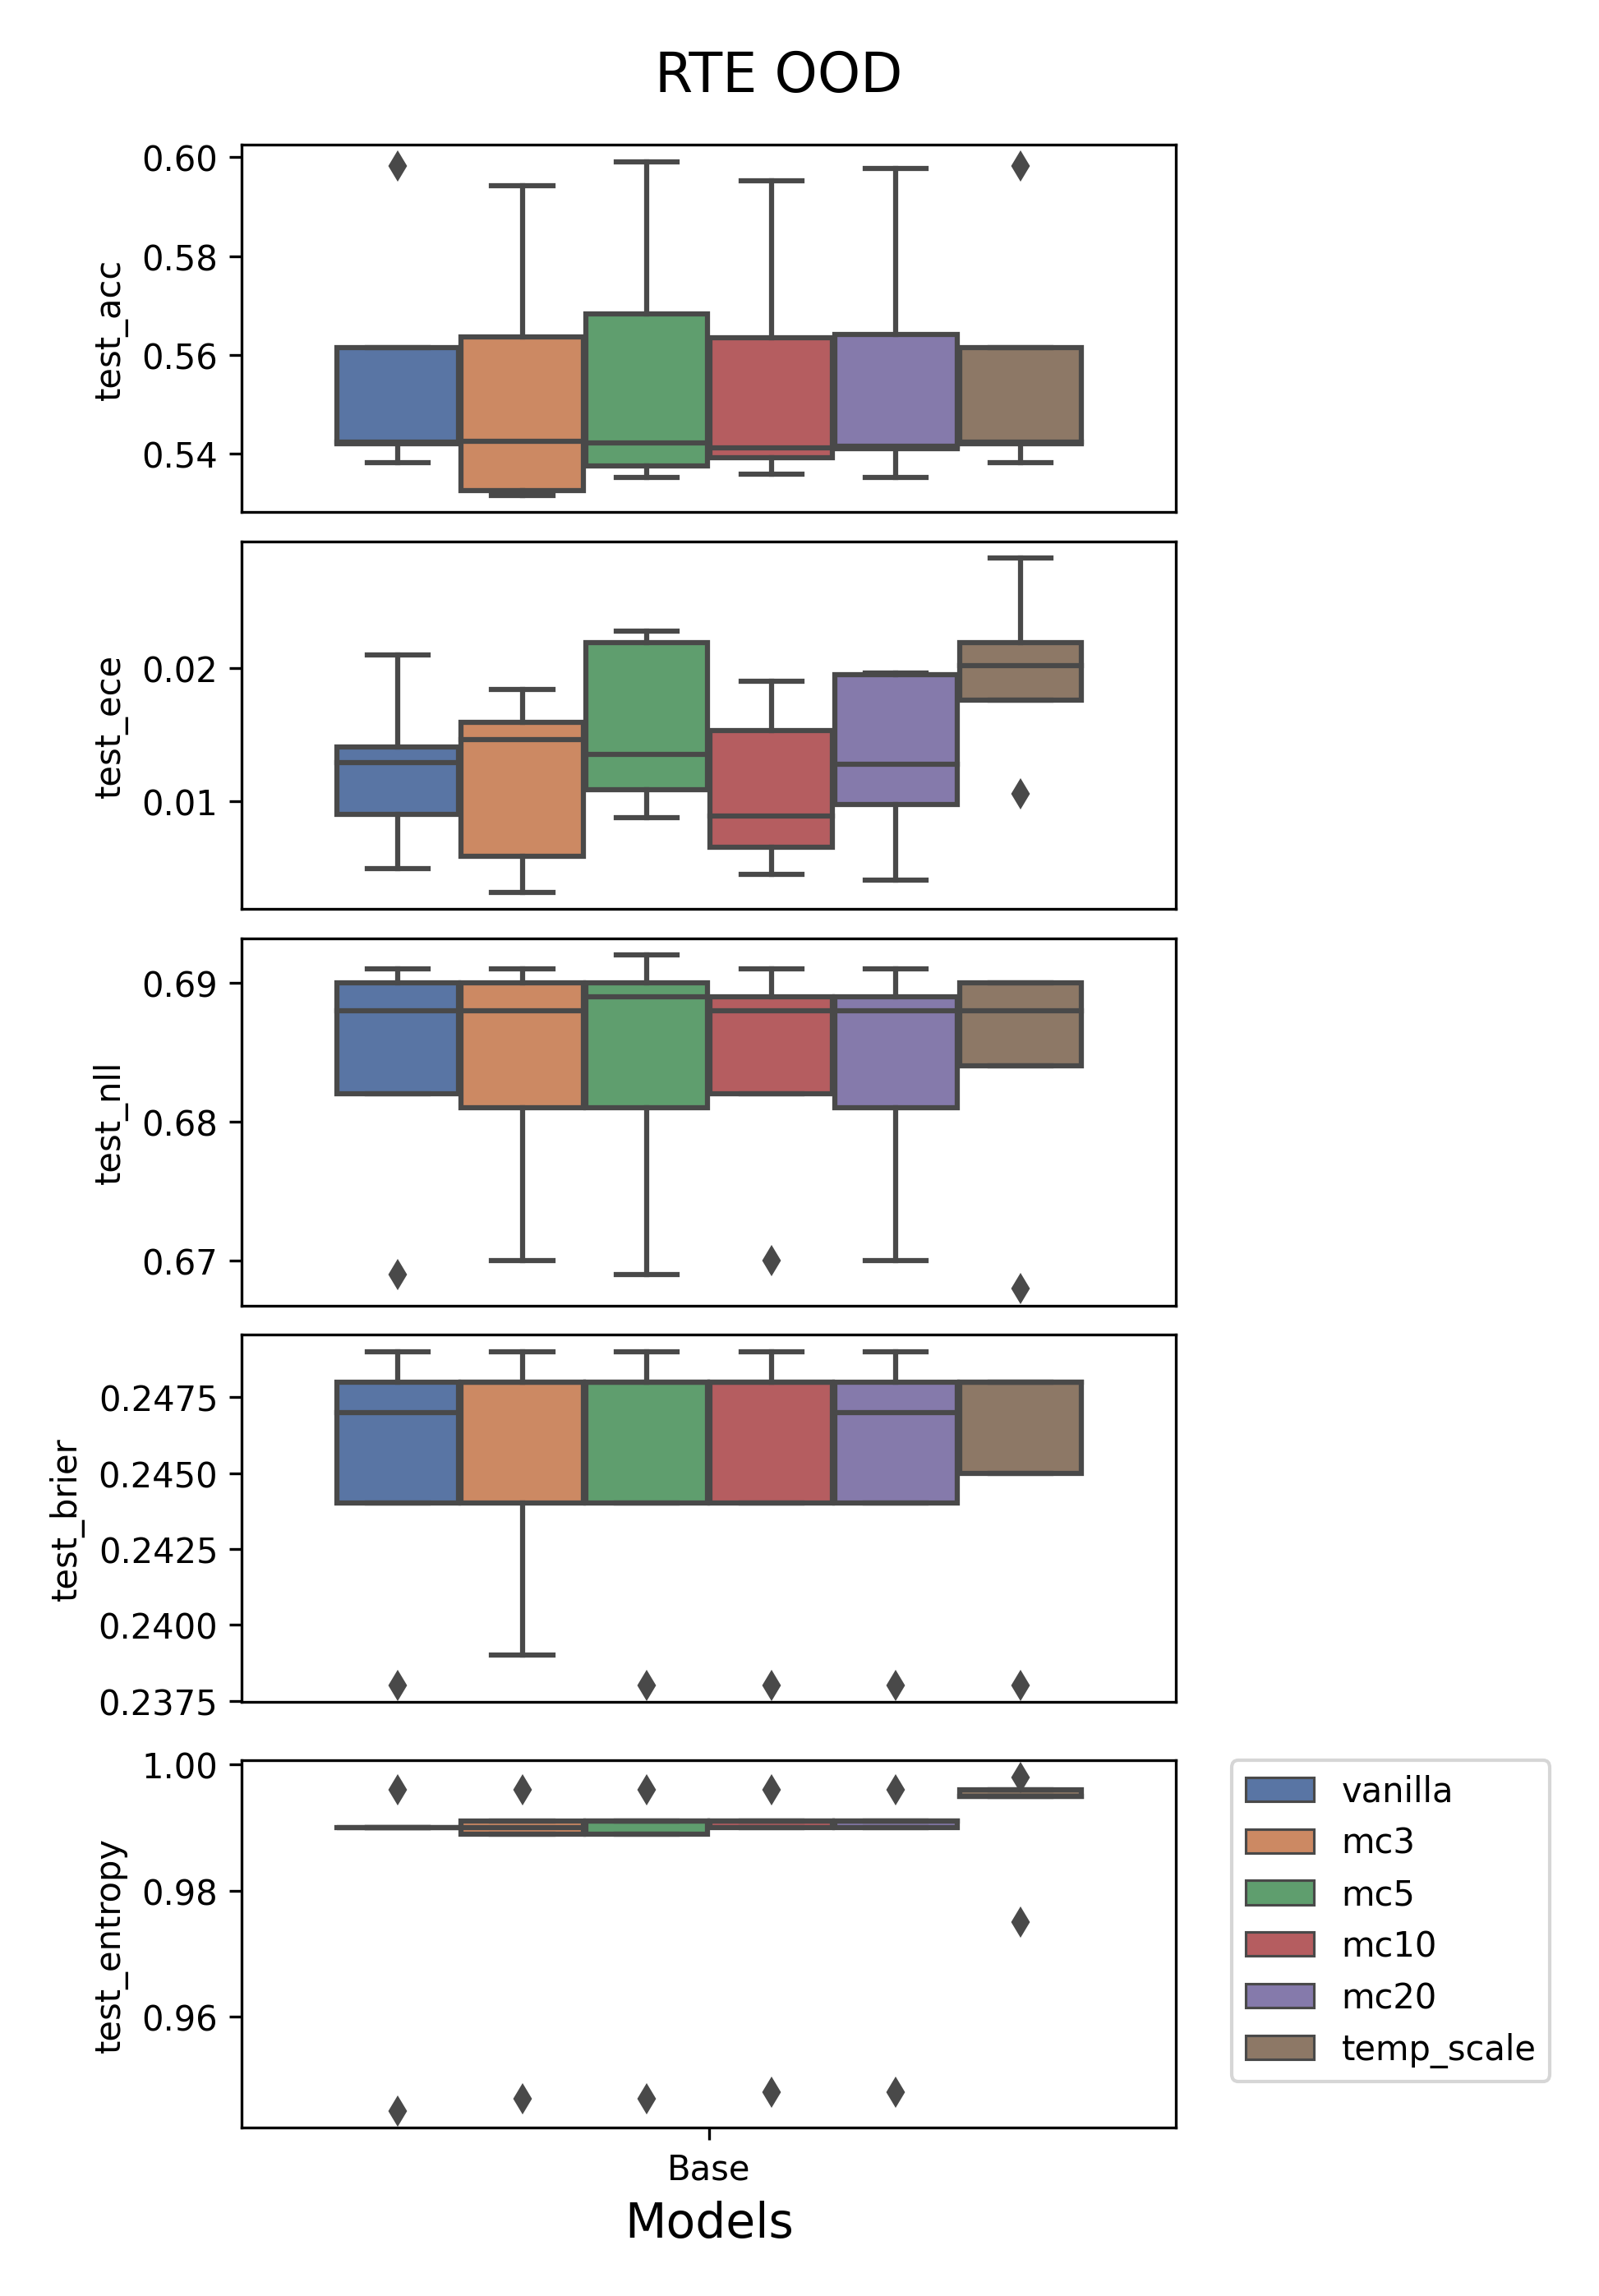 RTE OOD
0.60
0.58
0.56
0.54
test_acc
0.02
0.01
test_ece
0.69
0.68
0.67
test_nll
0.2475
0.2450
0.2425
0.2400
0.2375
test_brier
1.00
0.98
0.96
test_entropy
vanilla
mc3
mc5
mc10
mc20
temp_scale
Base
Models